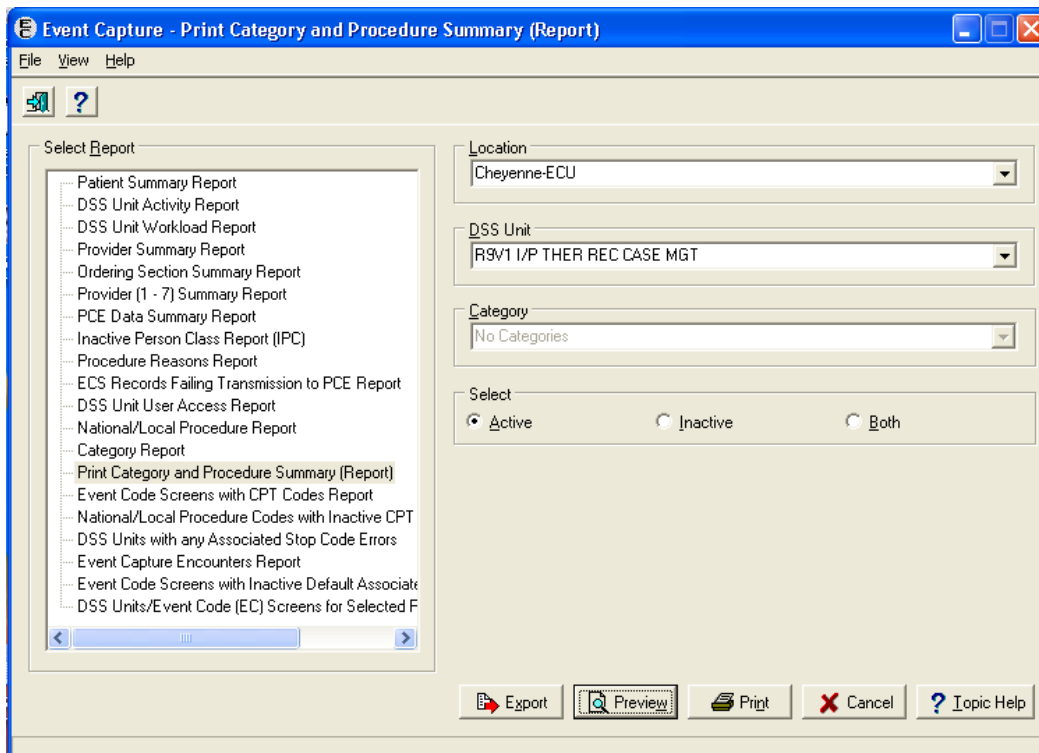 Event Capture - Print Category and Procedure Summary (Report)
File View Help
Select Report
Patient Summary Report
DSS Unit Activity Report
DSS Unit Workload Report
Provider Summary Report
Ordering Section Summary Report
Provider (1 - 7) Summary Report
PCE Data Summary Report
Inactive Person Class Report (IPC)
Procedure Reasons Report
ECS Records Failing Transmission to PCE Report
DSS Unit User Access Report
National/Local Procedure Report
Category Report
Print Category and Procedure Summary (Report)
Event Code Screens with CPT Codes Report
National/Local Procedure Codes with Inactive CPT
DSS Units with any Associated Stop Code Errors
Event Capture Encounters Report
Event Code Screens with Inactive Default Associate
DSS Units/Event Code (EC) Screens for Selected F
Location
Cheyenne-ECU
DSS Unit
R9V1 I/P THER REC CASE MGT
Category
No Categories
Select
Active Inactive Both
Export Preview Print Cancel Topic Help